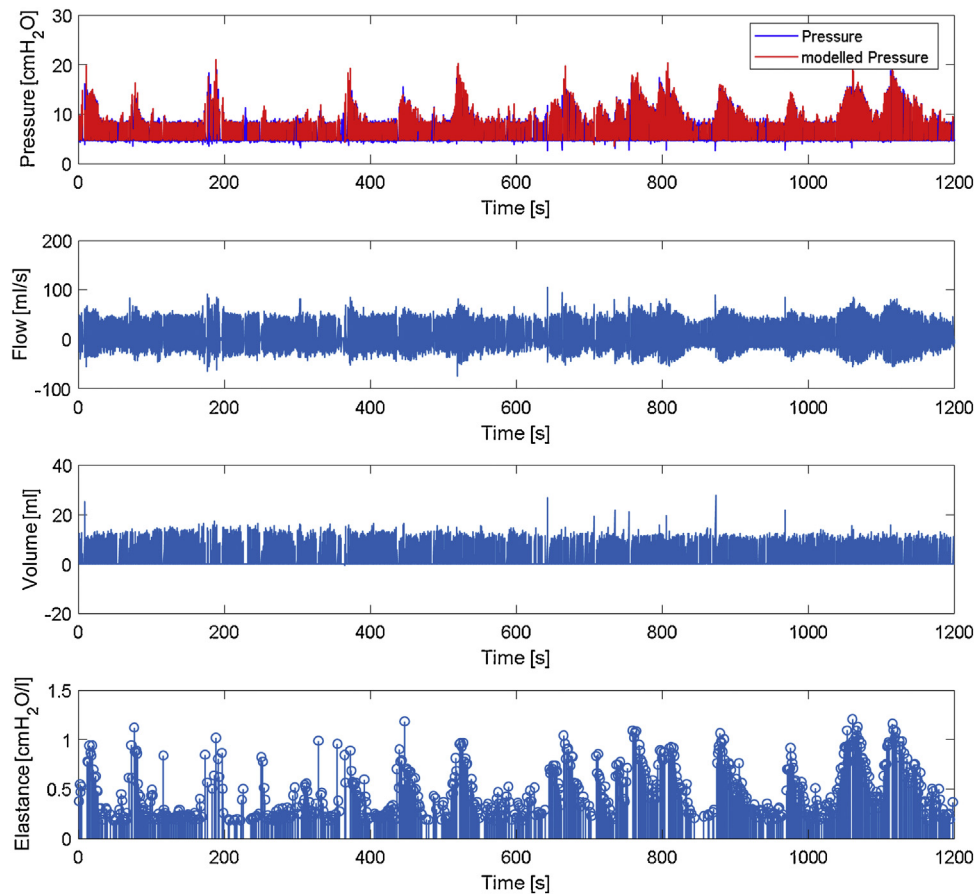 30
20
10
0
Pressure [cmH₂O]
Pressure
modelled Pressure
0 200 400 600 800 1000 1200
Time [s]
200
100
0
-100
Flow [ml/s]
0 200 400 600 800 1000 1200
Time [s]
40
20
0
-20
Volume [ml]
0 200 400 600 800 1000 1200
Time [s]
1.5
1
0.5
0
Elastance [cmH₂O/l]
0 200 400 600 800 1000 1200
Time [s]